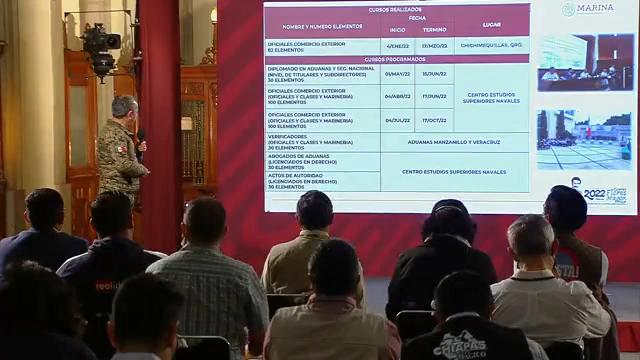 CURSOS REALIZADOS
NOMBRE Y NUMERO ELEMENTOS
FECHA
LUGAR
INICIO
TERMINO
OFICIALES COMERCIO EXTERIOR
82 ELEMENTOS
4/ENE/22
17/MZO/22
CHICHIMEQUILLAS, QRO.
CURSOS PROGRAMADOS
DIPLOMADO EN ADUANAS Y SEG. NACIONAL
(NIVEL DE TITULARES Y SUBDIRECTORES)
30 ELEMENTOS
01/MAY/22
15/JUN/22
OFICIALES COMERCIO EXTERIOR
(OFICIALES Y CLASES Y MARINERIA)
100 ELEMENTOS
04/ABR/22
17/JUN/22
CENTRO ESTUDIOS
SUPERIORES NAVALES
OFICIALES COMERCIO EXTERIOR
(OFICIALES Y CLASES Y MARINERIA)
100 ELEMENTOS
04/JUL/22
17/OCT/22
VERIFICADORES
(OFICIALES Y CLASES Y MARINERIA)
30 ELEMENTOS
ADUANAS MANZANILLO Y VERACRUZ
ABOGADOS DE ADUANAS
(LICENCIADOS EN DERECHO)
30 ELEMENTOS
ACTOS DE AUTORIDAD
(LICENCIADOS EN DERECHO)
36 ELEMENTOS
CENTRO ESTUDIOS SUPERIORES NAVALES
MARINA
2022 Flores
Magón
CHIAPAS